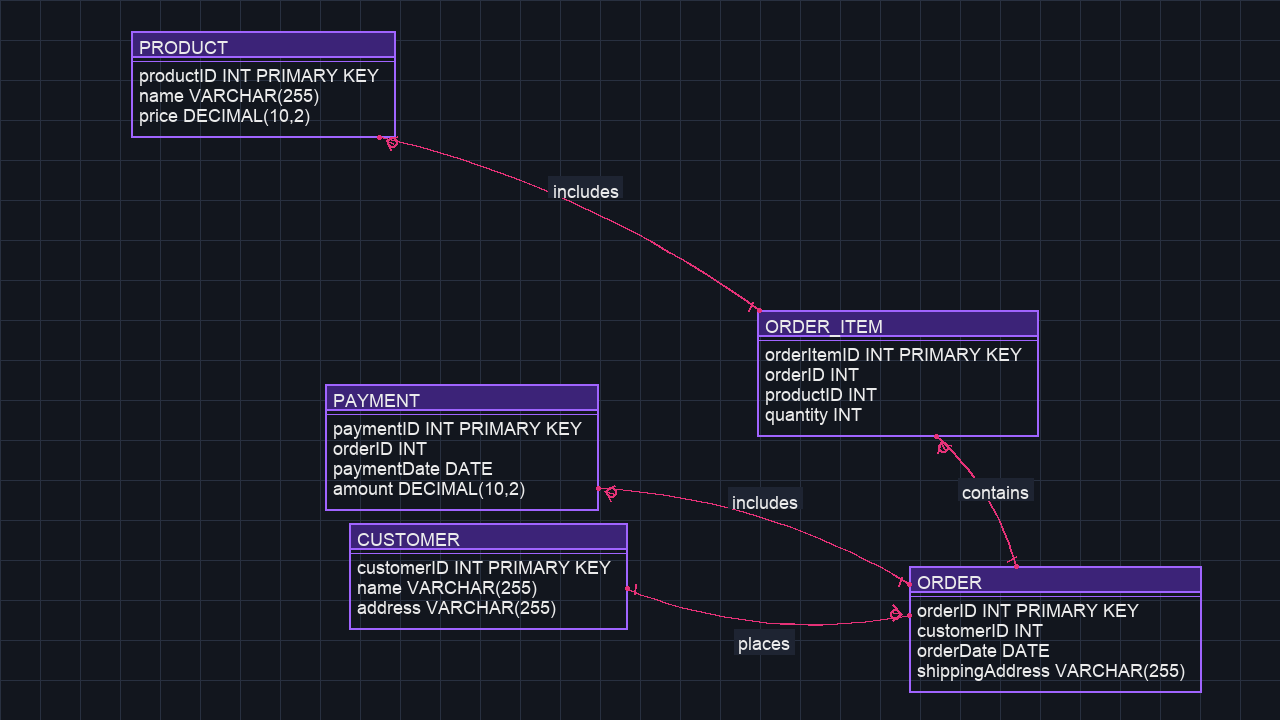 PRODUCT
productID INT PRIMARY KEY
name VARCHAR(255)
price DECIMAL(10,2)
includes
ORDER_ITEM
orderItemID INT PRIMARY KEY
orderID INT
productID INT
quantity INT
PAYMENT
paymentID INT PRIMARY KEY
orderID INT
paymentDate DATE
amount DECIMAL(10,2)
includes
contains
CUSTOMER
customerID INT PRIMARY KEY
name VARCHAR(255)
address VARCHAR(255)
places
ORDER
orderID INT PRIMARY KEY
customerID INT
orderDate DATE
shippingAddress VARCHAR(255)